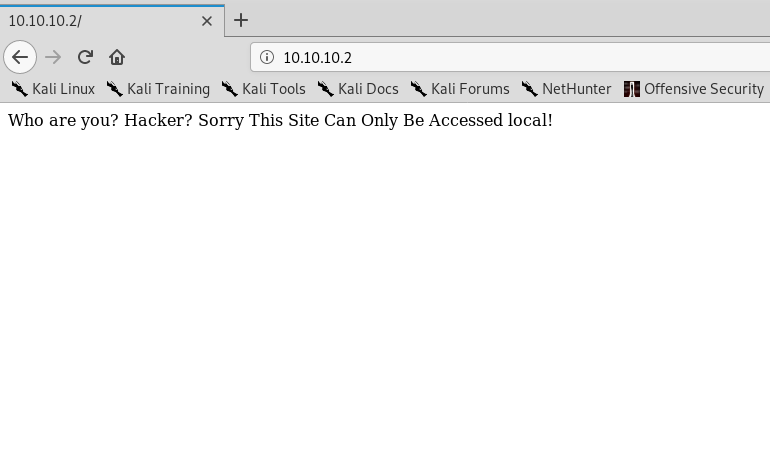 10.10.10.2/
10.10.10.2
Kali Linux Kali Training Kali Tools Kali Docs Kali Forums NetHunter Offensive Security
Who are you? Hacker? Sorry This Site Can Only Be Accessed local!